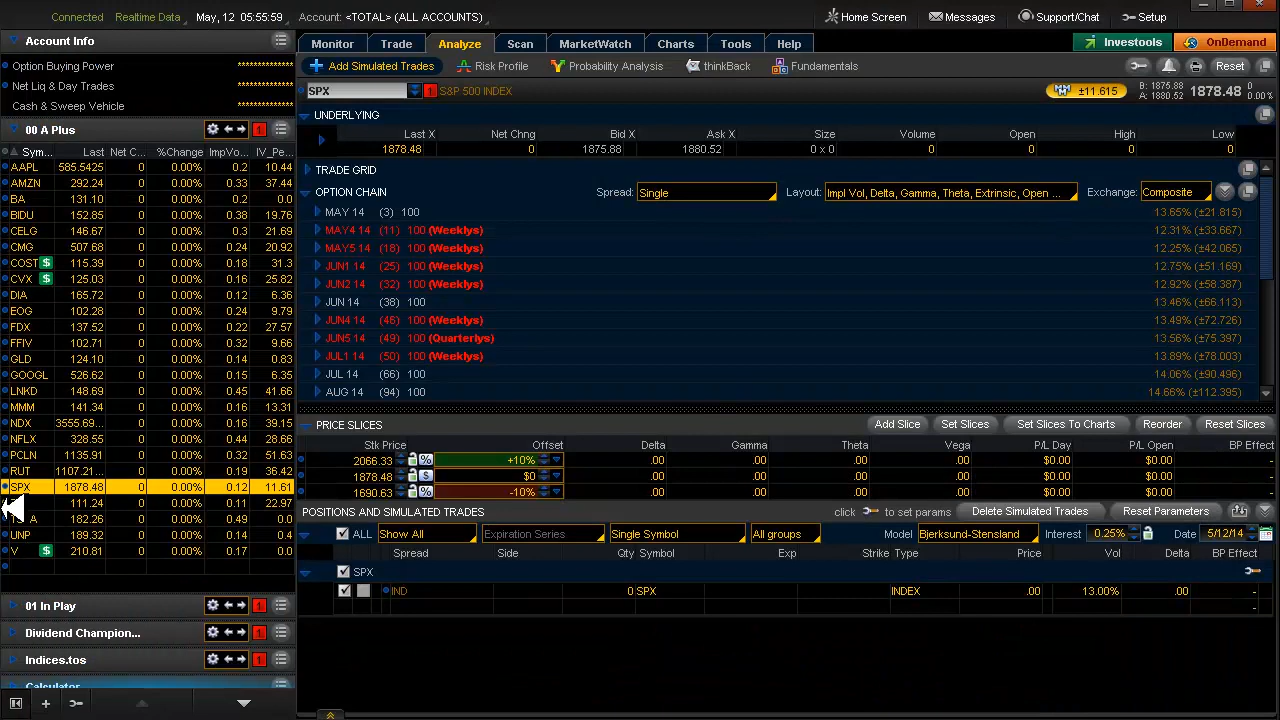 Connected Realtime Data May, 12 05:55:59 Account: <TOTAL> (ALL ACCOUNTS) Home Screen Messages Support/Chat Setup
Account Info
Option Buying Power **************
Net Liq & Day Trades **************
Cash & Sweep Vehicle **************
00 A Plus 1
Sym... Last Net C... %Change ImpVo... IV_Pe...
AAPL 585.5425 0 0.00% 0.2 10.44
AMZN 292.24 0 0.00% 0.33 37.44
BA 131.10 0 0.00% 0.2 0.0
BIDU 152.85 0 0.00% 0.38 19.76
CELG 146.67 0 0.00% 0.3 21.69
CMG 507.68 0 0.00% 0.24 20.92
COST $ 115.39 0 0.00% 0.18 31.3
CVX $ 125.03 0 0.00% 0.16 25.82
DIA 165.72 0 0.00% 0.12 6.36
EOG 102.28 0 0.00% 0.24 9.79
FDX 137.52 0 0.00% 0.22 27.57
FFIV 102.71 0 0.00% 0.32 9.66
GLD 124.10 0 0.00% 0.14 0.83
GOOGL 526.62 0 0.00% 0.15 6.35
LNKD 148.69 0 0.00% 0.45 41.66
MMM 141.34 0 0.00% 0.16 13.31
NDX 3555.69... 0 0.00% 0.16 39.15
NFLX 328.55 0 0.00% 0.44 28.66
PCLN 1135.91 0 0.00% 0.32 51.63
RUT 1107.21... 0 0.00% 0.19 36.42
SPX 1878.48 0 0.00% 0.12 11.61
111.24 0 0.00% 0.11 22.97
A 182.26 0 0.00% 0.49 0.0
UNP 189.32 0 0.00% 0.14 0.4
V $ 210.81 0 0.00% 0.17 0.0
01 In Play 1
Dividend Champion... 1
Indices.tos 1
Calculator
Monitor Trade Analyze Scan MarketWatch Charts Tools Help Investools OnDemand
Add Simulated Trades Risk Profile Probability Analysis thinkBack Fundamentals Reset
SPX 1 S&P 500 INDEX ±11.615 B: 1875.88 A: 1880.52 1878.48 0 0.00%
UNDERLYING
Last X Net Chng Bid X Ask X Size Volume Open High Low
1878.48 0 1875.88 1880.52 0 x 0 0 0 0 0
TRADE GRID
OPTION CHAIN Spread: Single Layout: Impl Vol, Delta, Gamma, Theta, Extrinsic, Open ... Exchange: Composite
MAY 14 (3) 100 13.65% (±21.815)
MAY4 14 (11) 100 (Weeklys) 12.31% (±33.667)
MAY5 14 (18) 100 (Weeklys) 12.25% (±42.065)
JUN1 14 (25) 100 (Weeklys) 12.75% (±51.169)
JUN2 14 (32) 100 (Weeklys) 12.92% (±58.387)
JUN 14 (38) 100 13.46% (±66.113)
JUN4 14 (46) 100 (Weeklys) 13.49% (±72.726)
JUN5 14 (49) 100 (Quarterlys) 13.56% (±75.397)
JUL1 14 (50) 100 (Weeklys) 13.89% (±78.003)
JUL 14 (66) 100 14.06% (±90.496)
AUG 14 (94) 100 14.66% (±112.395)
PRICE SLICES Add Slice Set Slices Set Slices To Charts Reorder Reset Slices
Stk Price Offset Delta Gamma Theta Vega P/L Day P/L Open BP Effect
2066.33 % +10% .00 .00 .00 .00 $0.00 $0.00
1878.48 $ $0 .00 .00 .00 .00 $0.00 $0.00
1690.63 % -10% .00 .00 .00 .00 $0.00 $0.00
POSITIONS AND SIMULATED TRADES click to set params Delete Simulated Trades Reset Parameters
ALL Show All Expiration Series Single Symbol All groups Model Bjerksund-Stensland Interest 0.25% Date 5/12/14
Spread Side Qty Symbol Exp Strike Type Price Vol Delta BP Effect
SPX -
IND 0 SPX INDEX .00 13.00% .00 -
-